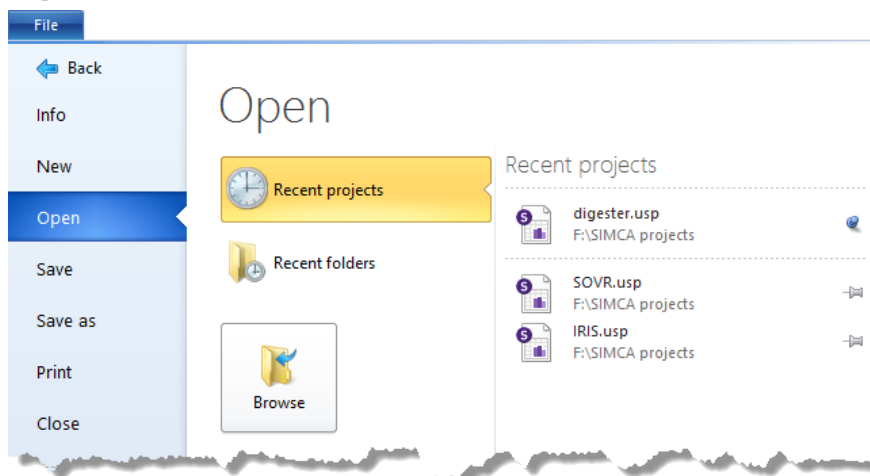 File
Back
Info
New
Open
Save
Save as
Print
Close
Open
Recent projects
Recent folders
Browse
Recent projects
digester.usp
F:\SIMCA projects
SOVR.usp
F:\SIMCA projects
IRIS.usp
F:\SIMCA projects